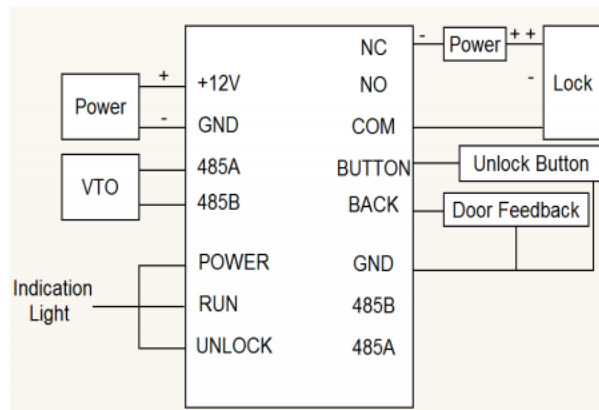 NC
- Power + +
NO
-
Lock
COM
BUTTON
Unlock Button
BACK
Door Feedback
GND
485B
485A
+
Power
-
+12V
GND
VTO
485A
485B
Indication
Light
POWER
RUN
UNLOCK